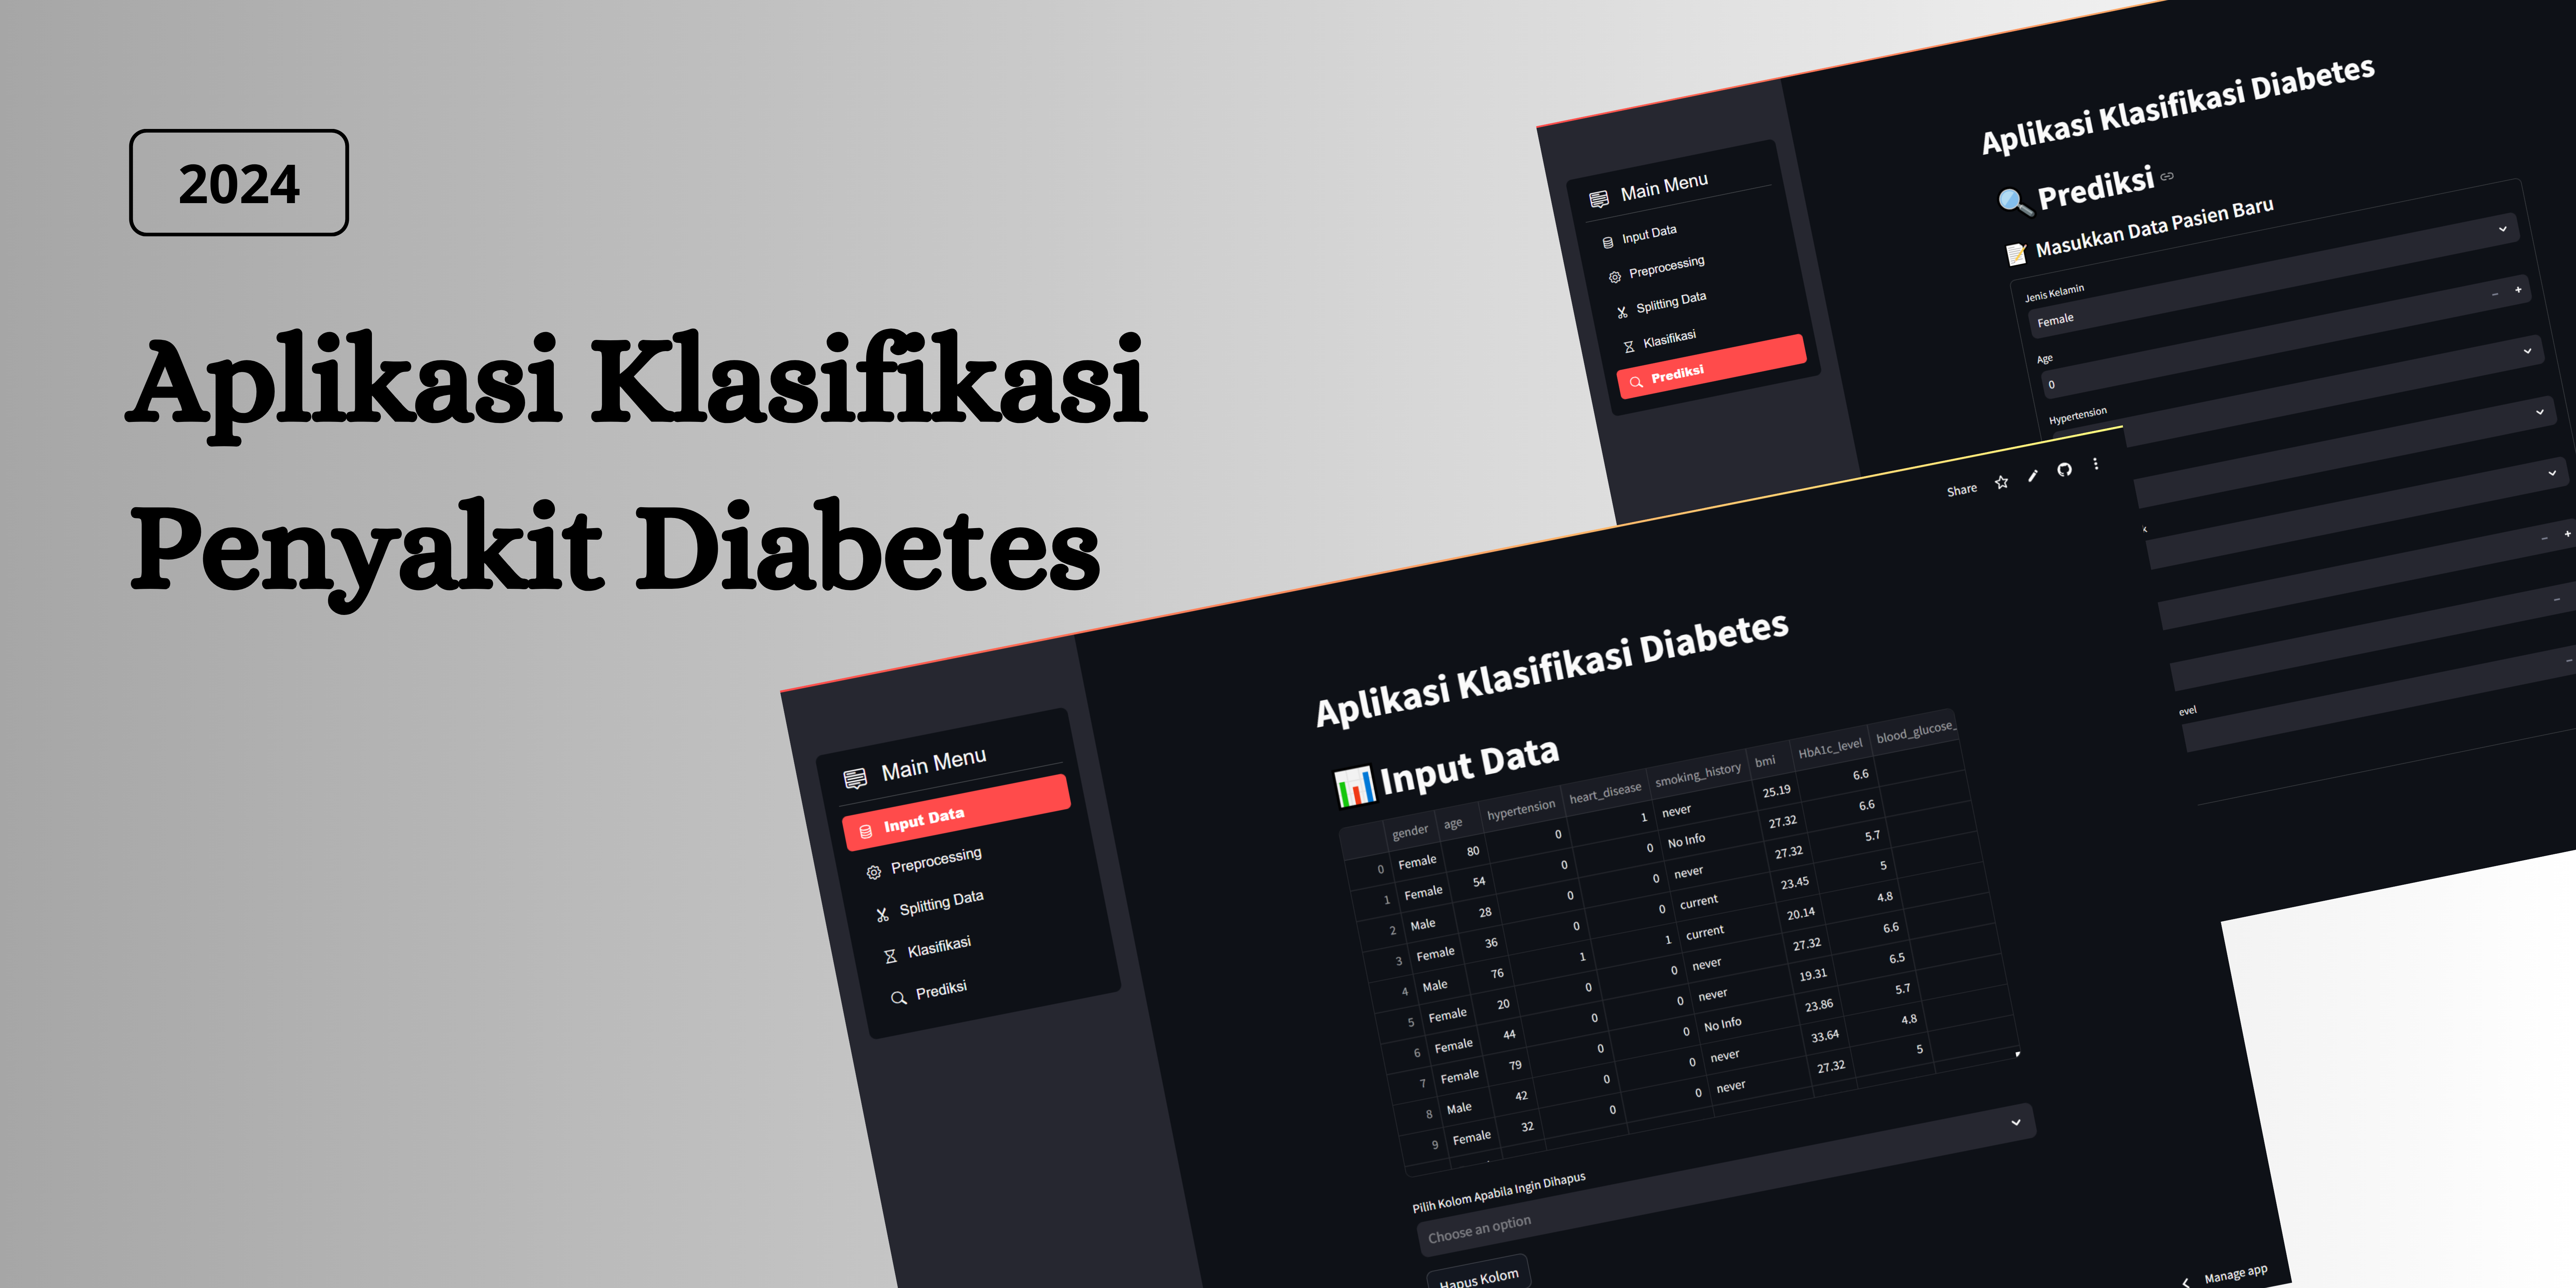 2024
Aplikasi Klasifikasi
Penyakit Diabetes
Aplikasi Klasifikasi Diabetes
Main Menu
Input Data
Preprocessing
Splitting Data
Klasifikasi
Prediksi
Prediksi
Masukkan Data Pasien Baru
Jenis Kelamin
Female
Age
0
Hypertension
evel
Share
Aplikasi Klasifikasi Diabetes
Main Menu
Input Data
Preprocessing
Splitting Data
Klasifikasi
Prediksi
Input Data
gender age hypertension heart_disease smoking_history bmi HbA1c_level blood_glucose_
0 Female 80 0 1 never 25.19 6.6
1 Female 54 0 0 No Info 27.32 6.6
2 Male 28 0 0 never 27.32 5.7
3 Female 36 0 0 current 23.45 5
4 Male 76 1 1 current 20.14 4.8
5 Female 20 0 0 never 27.32 6.6
6 Female 44 0 0 never 19.31 6.5
7 Female 79 0 0 No Info 23.86 5.7
8 Male 42 0 0 never 33.64 4.8
9 Female 32 0 0 never 27.32 5
Pilih Kolom Apabila Ingin Dihapus
Choose an option
Hapus Kolom
Manage app